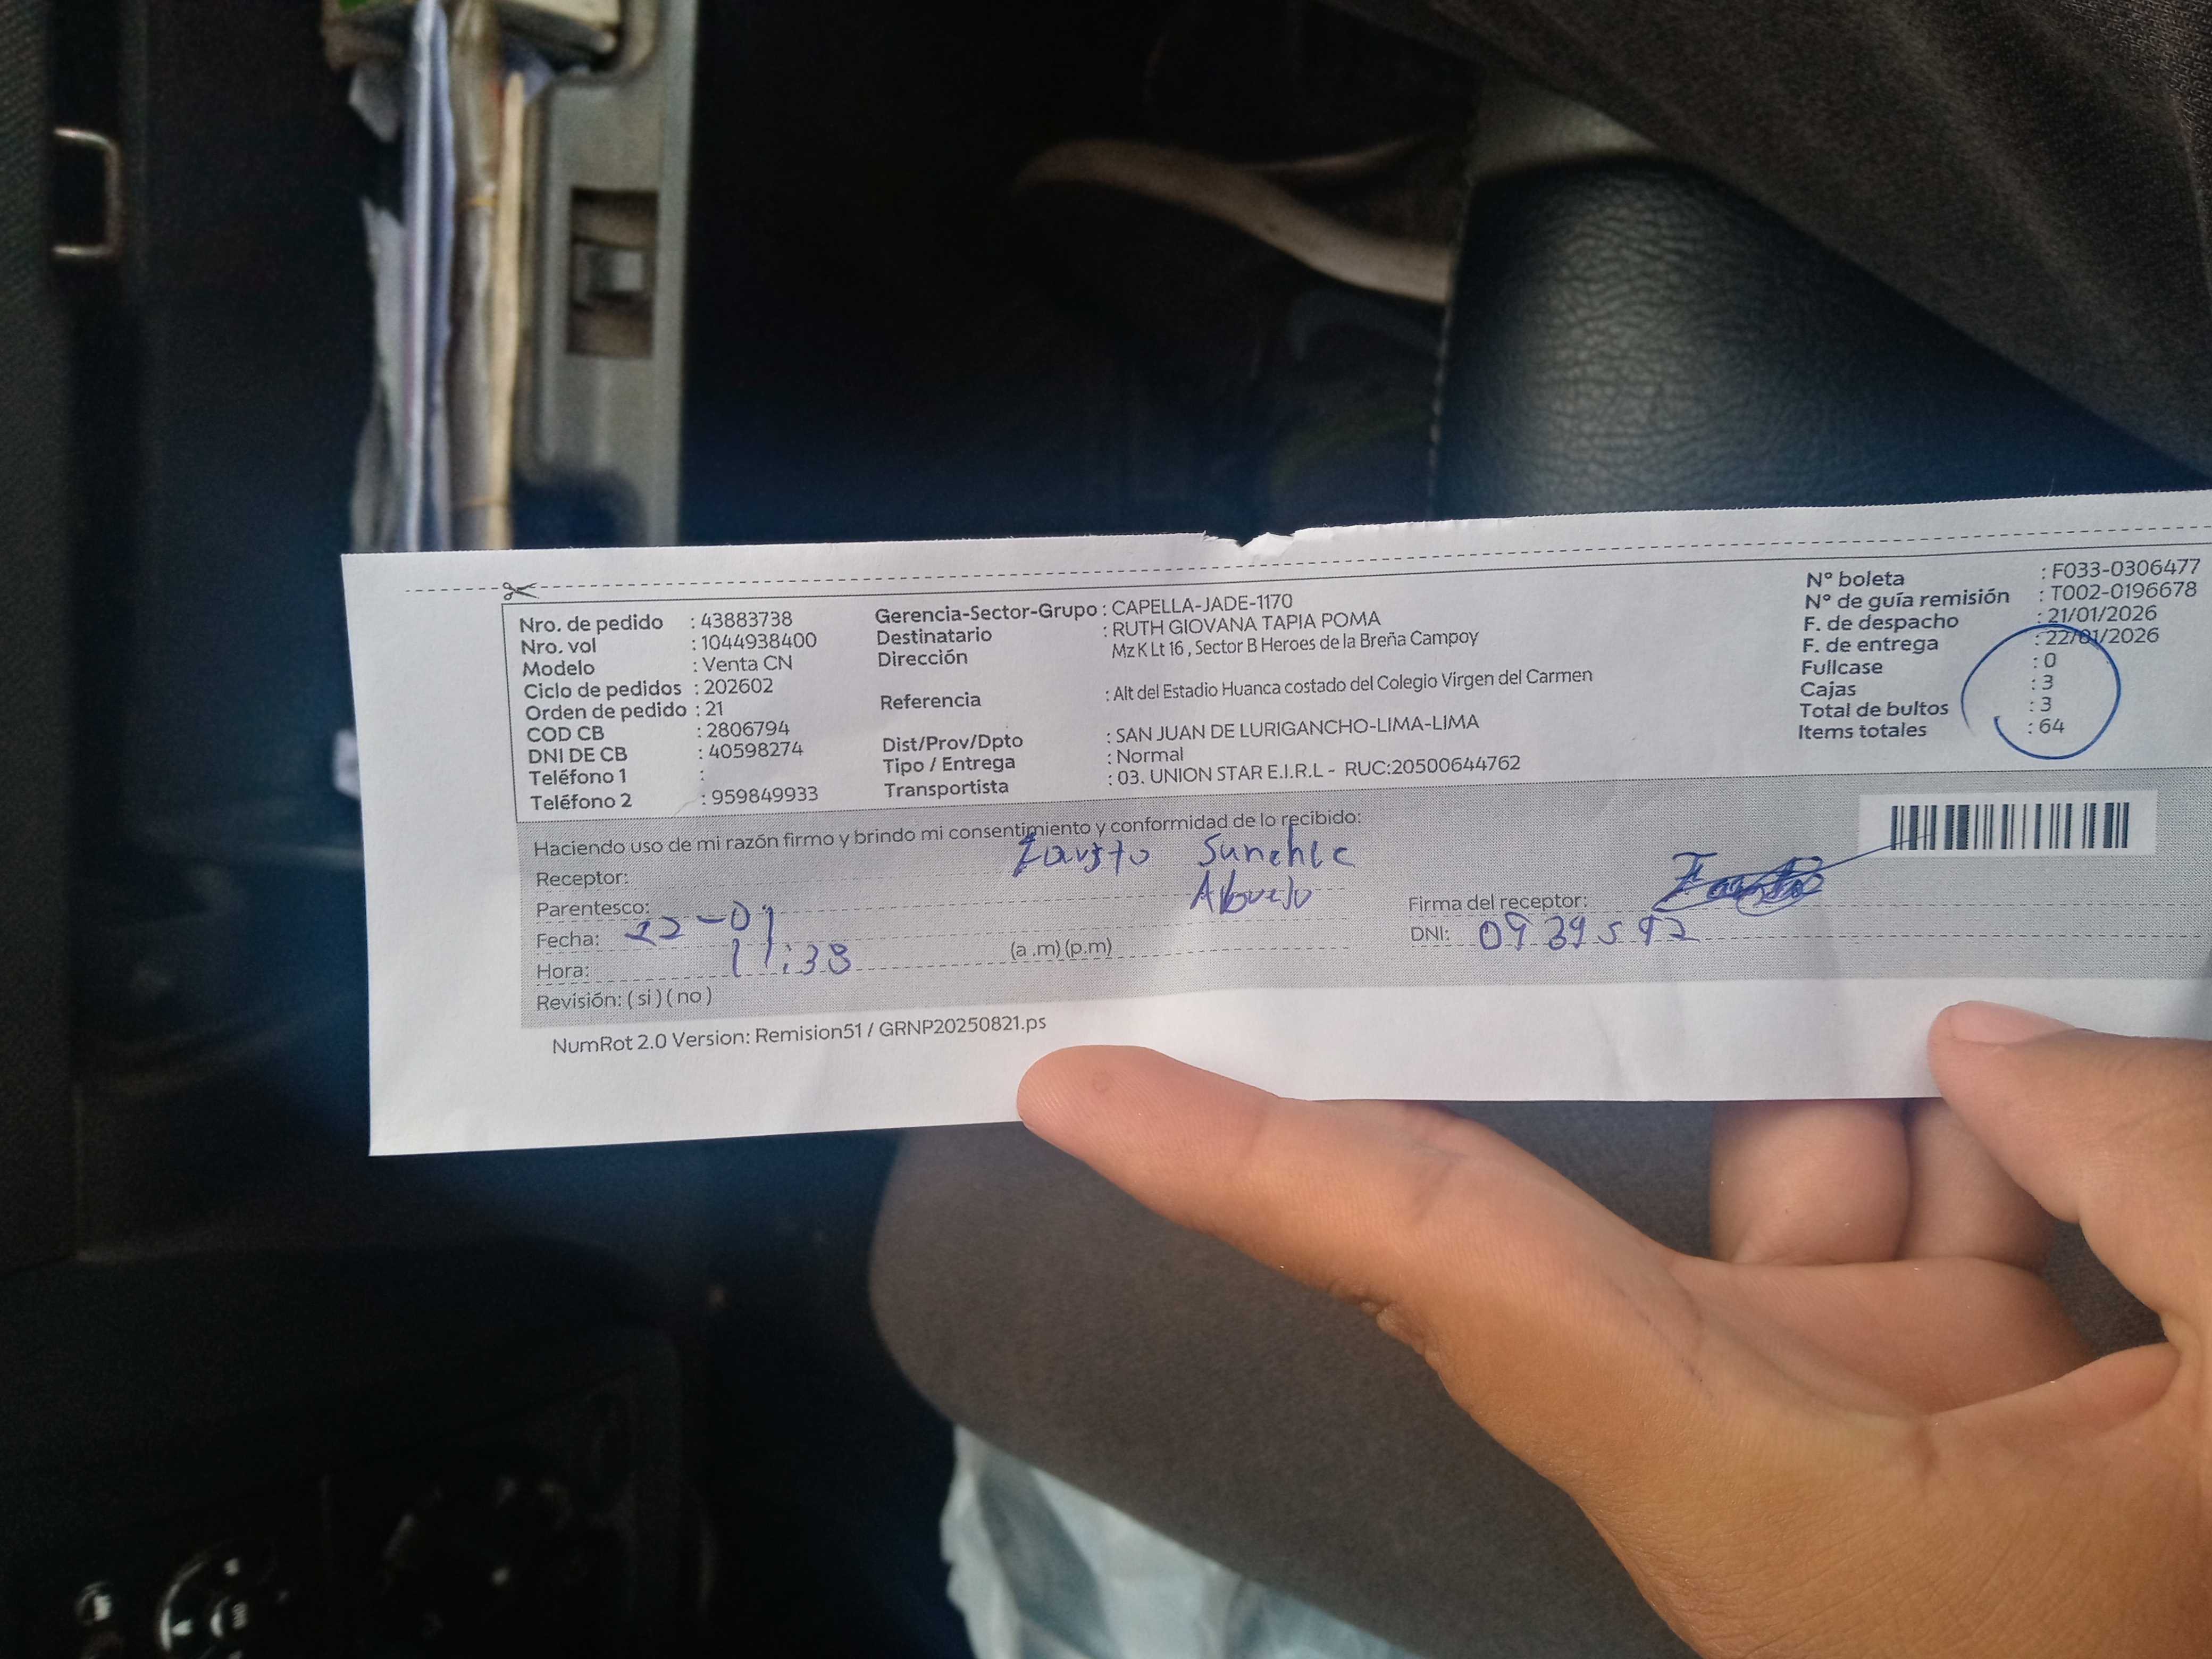 Nro. de pedido : 43883738
Nro. vol : 1044938400
Modelo : Venta CN
Ciclo de pedidos : 202602
Orden de pedido : 21
COD CB : 2806794
DNI DE CB : 40598274
Teléfono 1 :
Teléfono 2 : 959849933
Gerencia-Sector-Grupo : CAPELLA-JADE-1170
Destinatario : RUTH GIOVANA TAPIA POMA
Dirección Mz K Lt 16 , Sector B Heroes de la Breña Campoy
Referencia : Alt del Estadio Huanca costado del Colegio Virgen del Carmen
Dist/Prov/Dpto : SAN JUAN DE LURIGANCHO-LIMA-LIMA
Tipo / Entrega : Normal
Transportista : 03. UNION STAR E.I.R.L - RUC:20500644762
N° boleta : F033-0306477
N° de guía remisión : T002-0196678
F. de despacho : 21/01/2026
F. de entrega : 22/01/2026
Fullcase : 0
Cajas : 3
Total de bultos : 3
Items totales : 64
Haciendo uso de mi razón firmo y brindo mi consentimiento y conformidad de lo recibido:
Receptor: Fausto
Parentesco: Abuelo
Fecha: 22-01
Hora: 11:38 (a.m) (p.m)
Revisión: ( si ) ( no )
Firma del receptor:
DNI:
NumRot 2.0 Version: Remision51 / GRNP20250821.ps